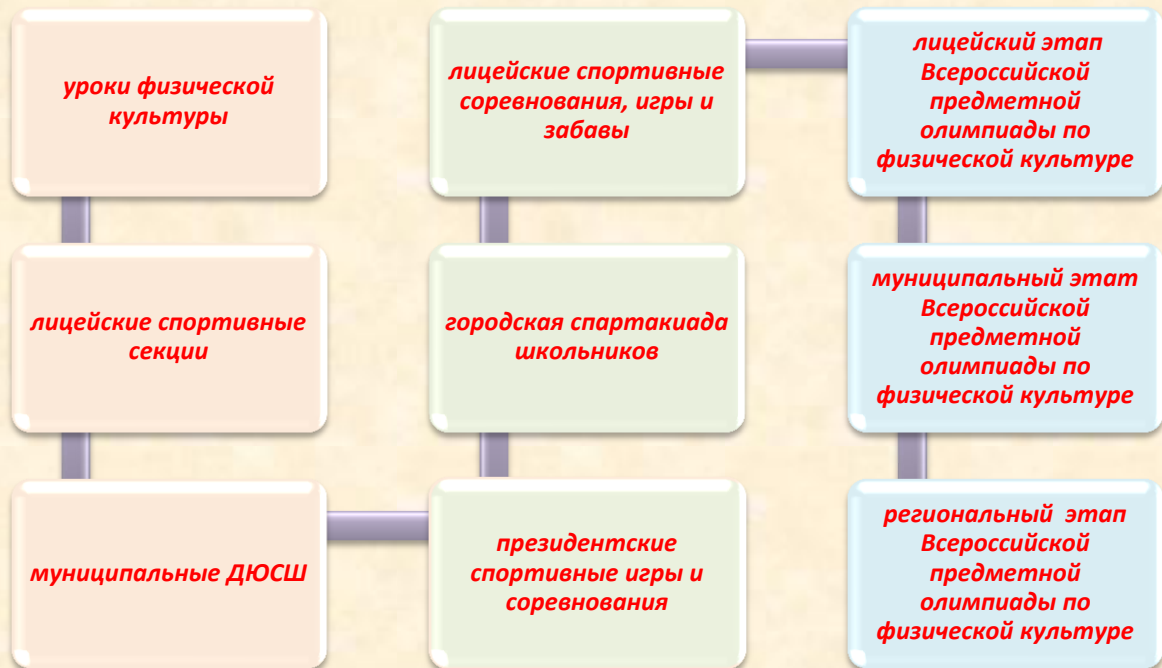 уроки физической
культуры
лицейские спортивные
секции
муниципальные ДЮСШ
президентские
спортивные игры и
соревнования
городская спартакиада
школьников
лицейские спортивные
соревнования, игры и
забавы
лицейский этап
Всероссийской
предметной
олимпиады по
физической культуре
муниципальный этат
Всероссийской
предметной
олимпиады по
физической культуре
региональный этап
Всероссийской
предметной
олимпиады по
физической культуре